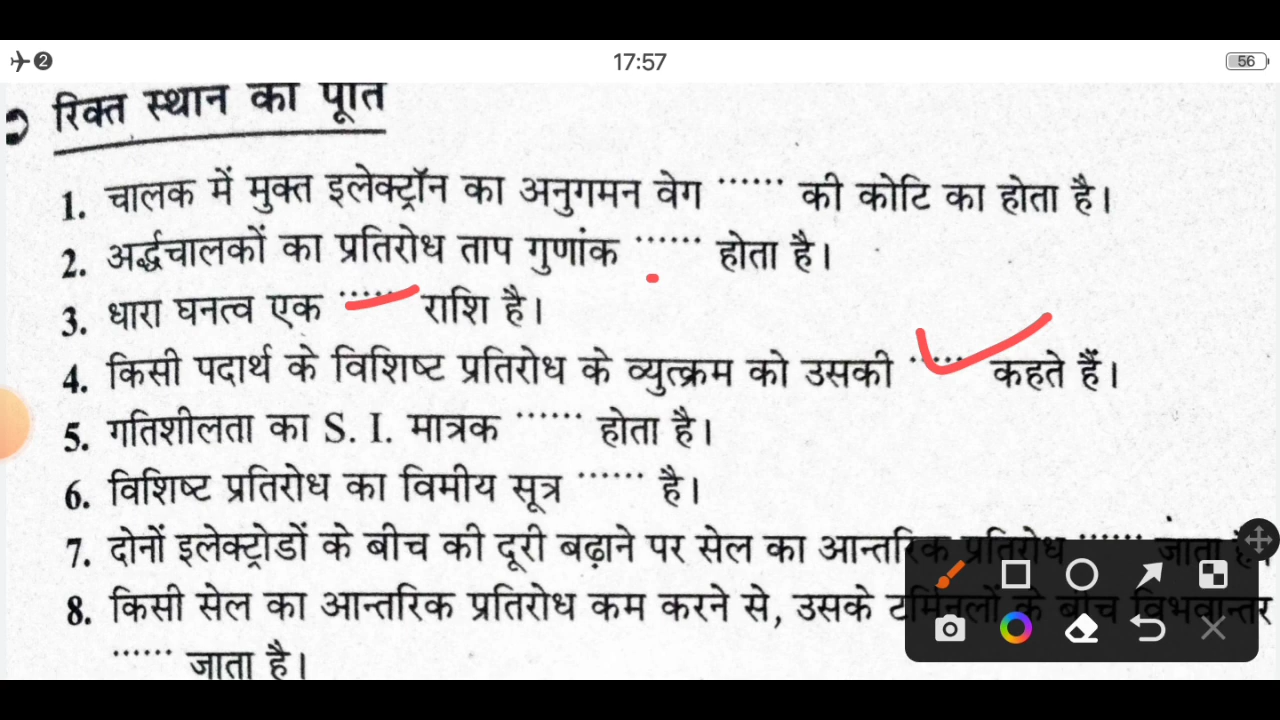 2
17:57
56
रिक्त स्थान की पूर्ति
1. चालक में मुक्त इलेक्ट्रॉन का अनुगमन वेग ...... की कोटि का होता है।
2. अर्द्धचालकों का प्रतिरोध ताप गुणांक ...... होता है।
3. धारा घनत्व एक ...... राशि है।
4. किसी पदार्थ के विशिष्ट प्रतिरोध के व्युत्क्रम को उसकी ...... कहते हैं।
5. गतिशीलता का S. I. मात्रक ...... होता है।
6. विशिष्ट प्रतिरोध का विमीय सूत्र ...... है।
7. दोनों इलेक्ट्रोडों के बीच की दूरी बढ़ाने पर सेल का आन्तरिक प्रतिरोध ...... जाता है।
8. किसी सेल का आन्तरिक प्रतिरोध कम करने से, उसके टर्मिनलों के बीच विभवान्तर
...... जाता है।